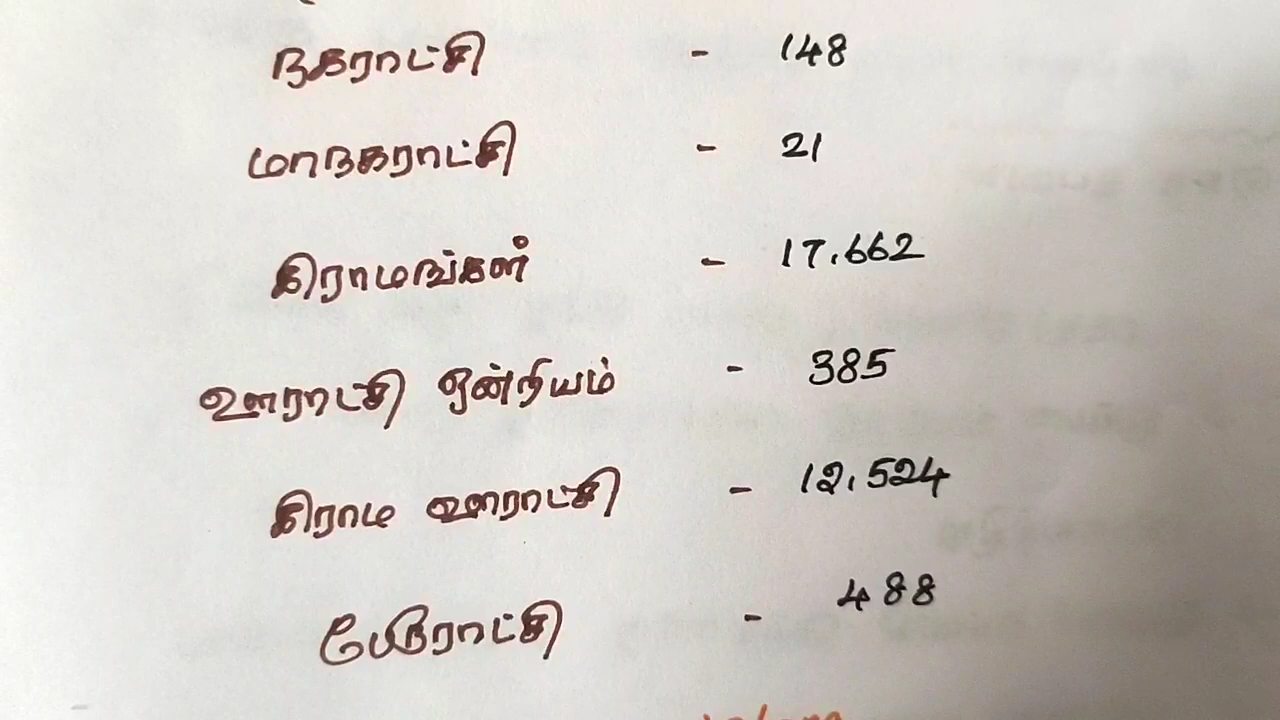 நகராட்சி - 148
மாநகராட்சி - 21
கிராமங்கள் - 17,662
ஊராட்சி ஒன்றியம் - 385
கிராம ஊராட்சி - 12,524
பேரூராட்சி - 488